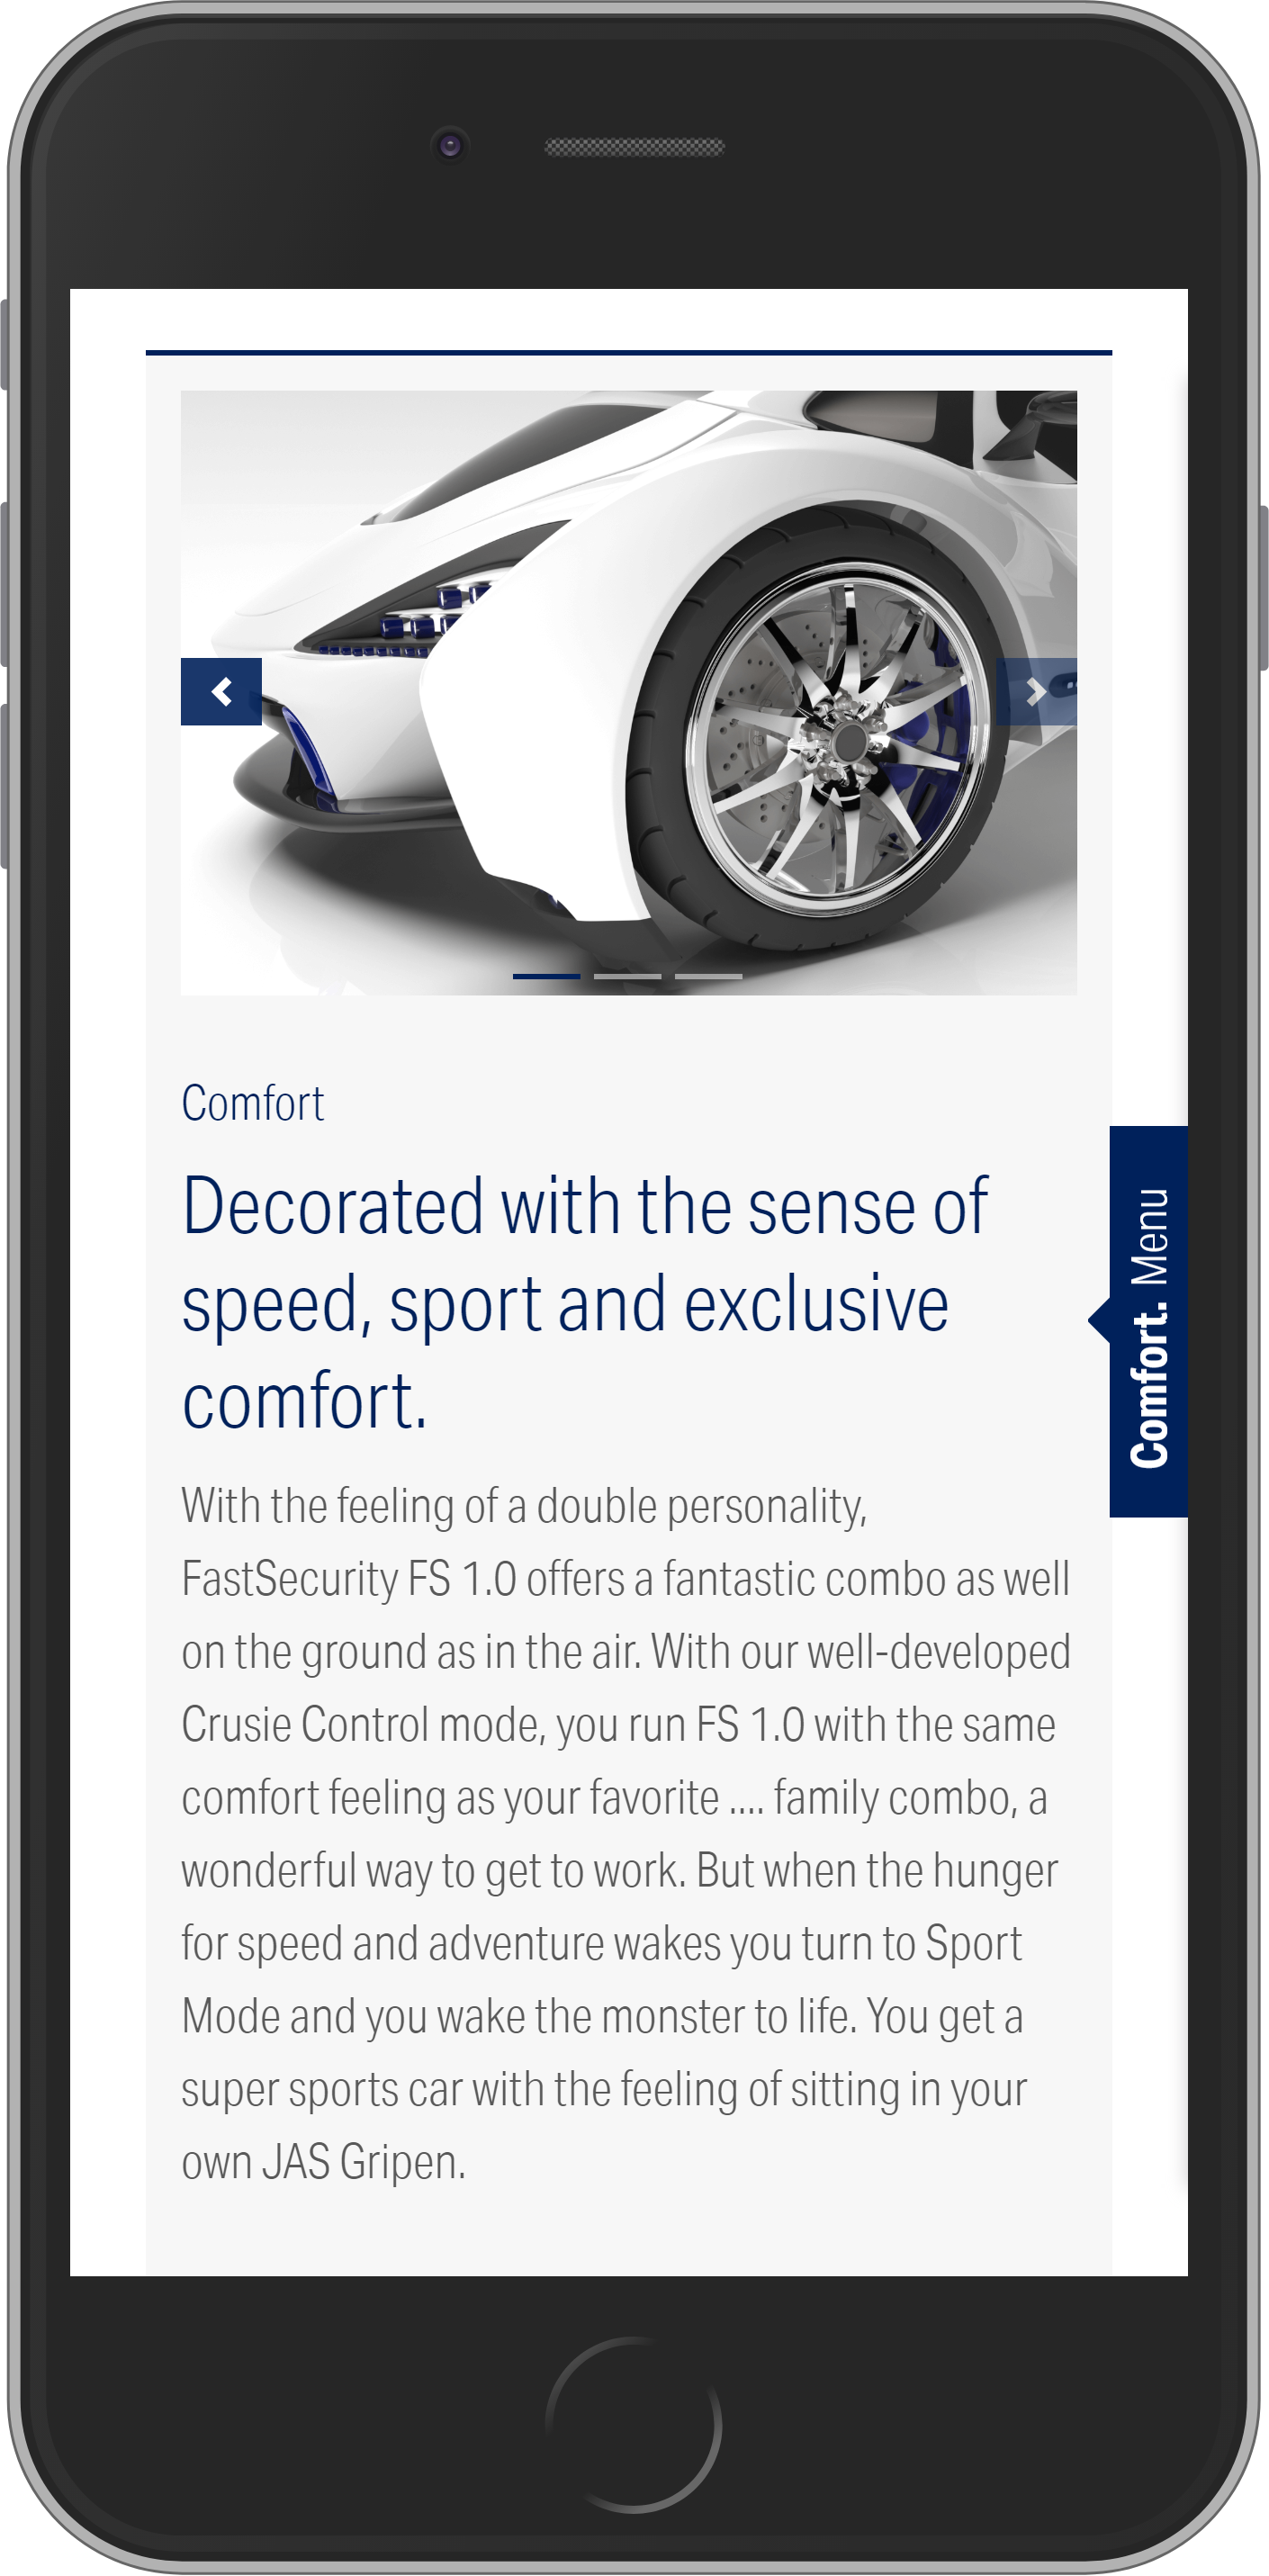 Comfort
Decorated with the sense of
speed, sport and exclusive
comfort.
With the feeling of a double personality,
FastSecurity FS 1.0 offers a fantastic combo as well
on the ground as in the air. With our well-developed
Crusie Control mode, you run FS 1.0 with the same
comfort feeling as your favorite .... family combo, a
wonderful way to get to work. But when the hunger
for speed and adventure wakes you turn to Sport
Mode and you wake the monster to life. You get a
super sports car with the feeling of sitting in your
own JAS Gripen.
Comfort. Menu